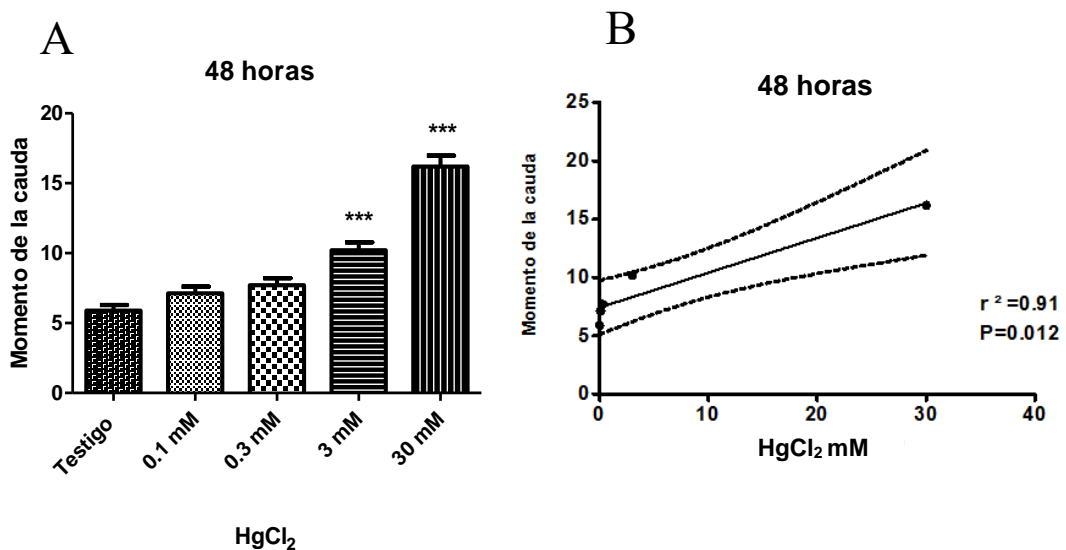 A
48 horas
Momento de la cauda
20
15
10
5
0
***
***
Testigo
0.1 mM
0.3 mM
3 mM
30 mM
HgCl₂
B
48 horas
Momento de la cauda
25
20
15
10
5
0
r ² =0.91
P=0.012
0
10
20
30
40
HgCl₂ mM